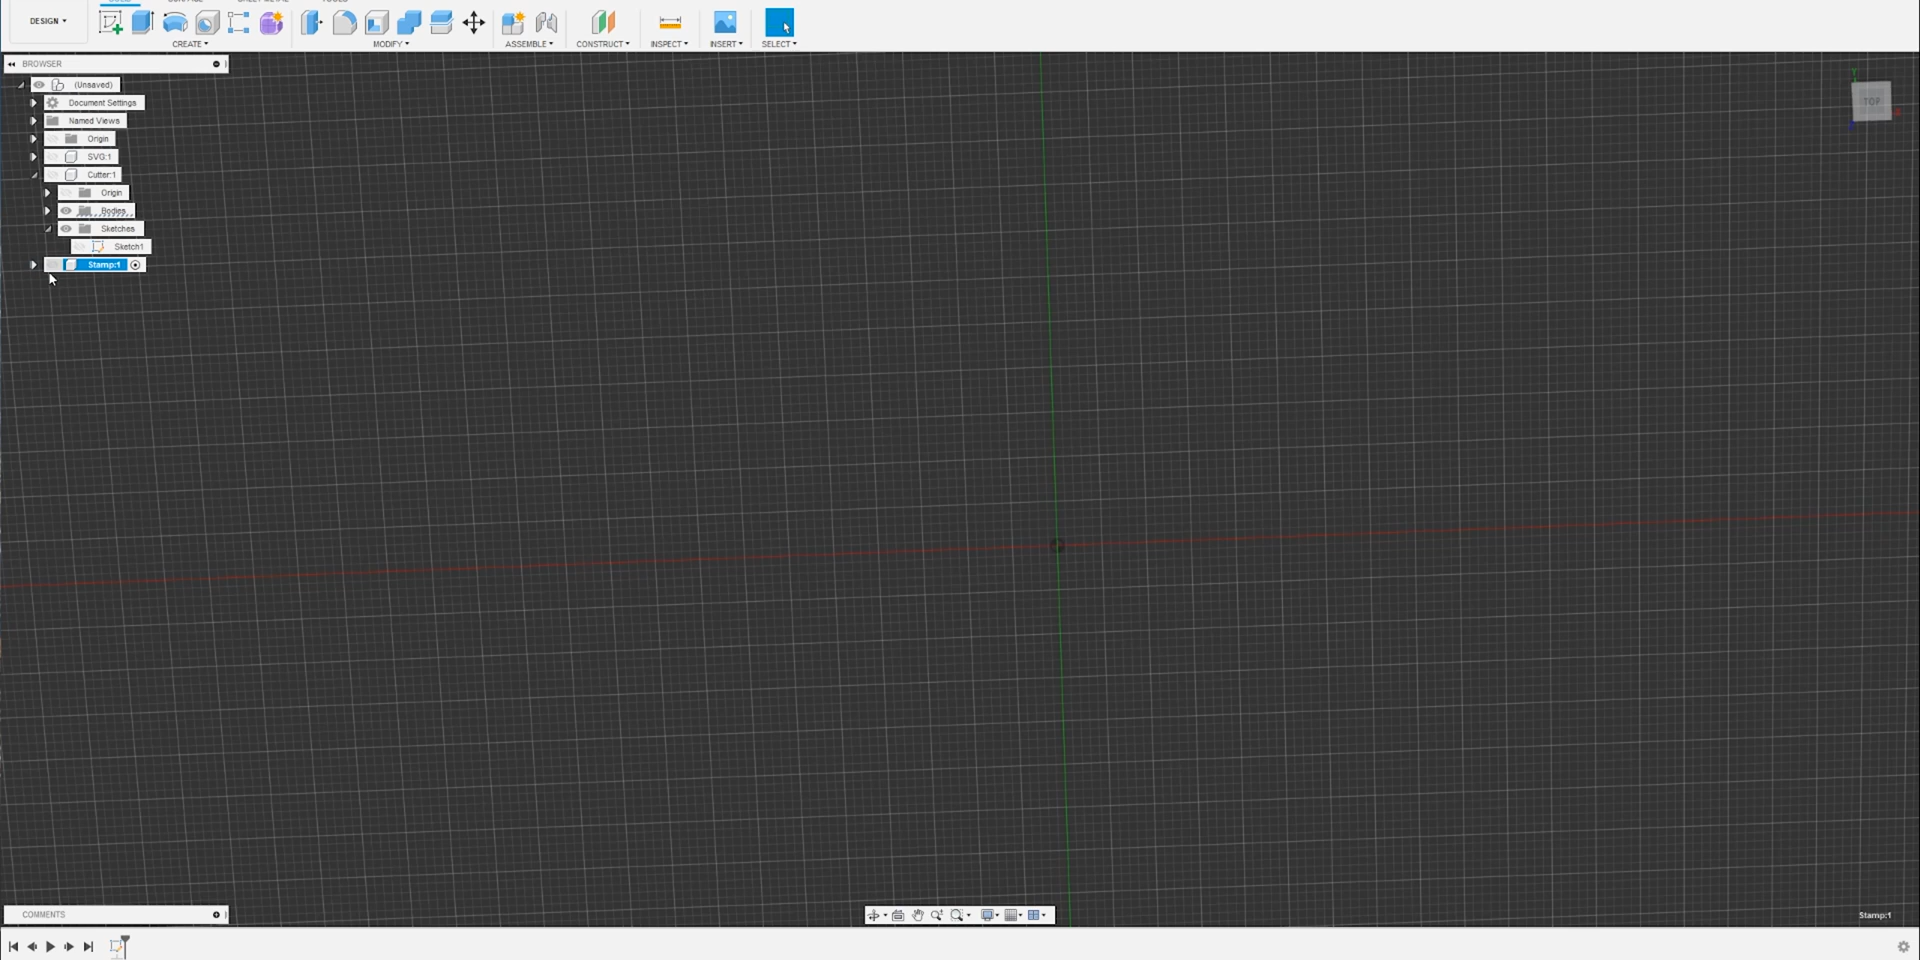 DESIGN
CREATE
MODIFY
ASSEMBLE
CONSTRUCT
INSPECT
INSERT
SELECT
BROWSER
(Unsaved)
Document Settings
Named Views
Origin
SVG:1
Cutter:1
Origin
Bodies
Sketches
Sketch1
Stamp:1
Y
TOP
COMMENTS
Stamp:1